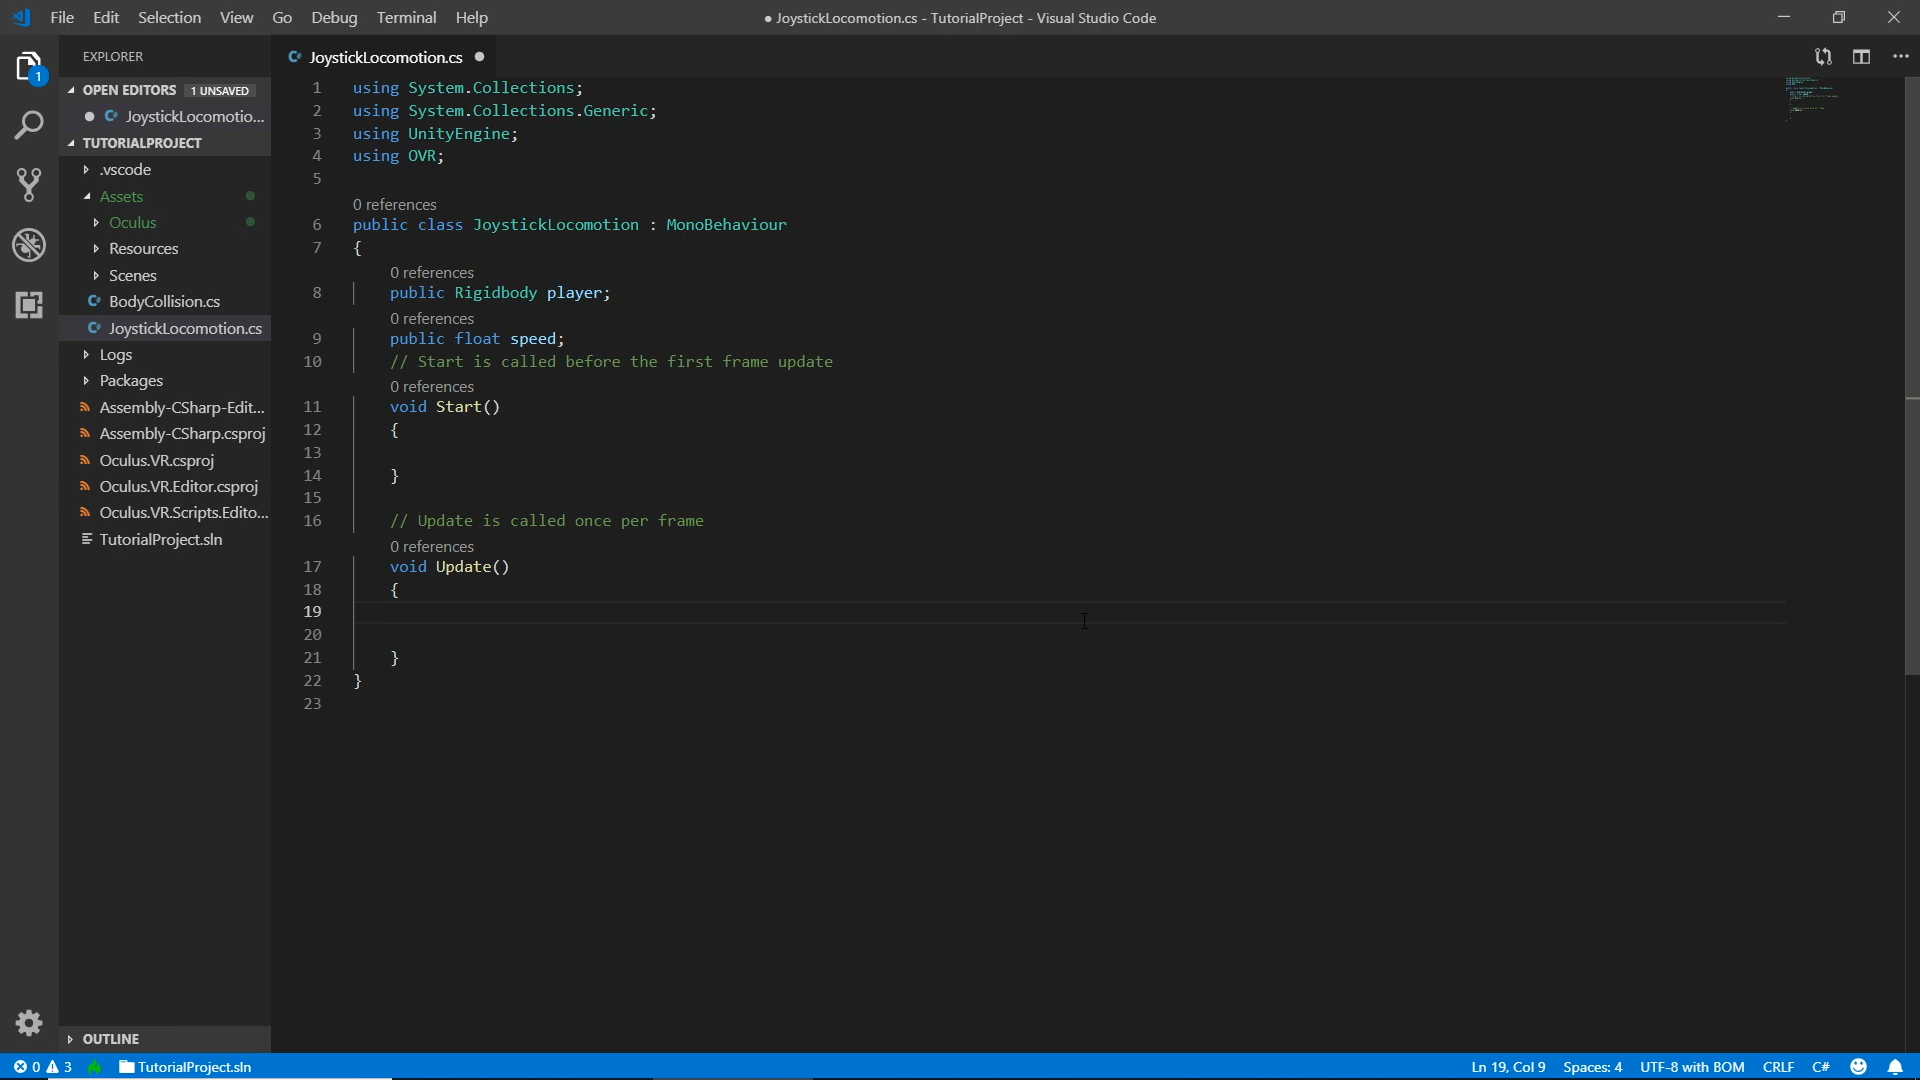 File Edit Selection View Go Debug Terminal Help
● JoystickLocomotion.cs - TutorialProject - Visual Studio Code
1
EXPLORER
OPEN EDITORS 1 UNSAVED
JoystickLocomotio...
TUTORIALPROJECT
.vscode
Assets
Oculus
Resources
Scenes
BodyCollision.cs
JoystickLocomotion.cs
Logs
Packages
Assembly-CSharp-Edit...
Assembly-CSharp.csproj
Oculus.VR.csproj
Oculus.VR.Editor.csproj
Oculus.VR.Scripts.Edito...
TutorialProject.sln
OUTLINE
JoystickLocomotion.cs
1 using System.Collections;
2 using System.Collections.Generic;
3 using UnityEngine;
4 using OVR;
5
0 references
6 public class JoystickLocomotion : MonoBehaviour
7 {
0 references
8 public Rigidbody player;
0 references
9 public float speed;
10 // Start is called before the first frame update
0 references
11 void Start()
12 {
13
14 }
15
16 // Update is called once per frame
0 references
17 void Update()
18 {
19
20
21 }
22 }
23
0 3 TutorialProject.sln
Ln 19, Col 9 Spaces: 4 UTF-8 with BOM CRLF C#